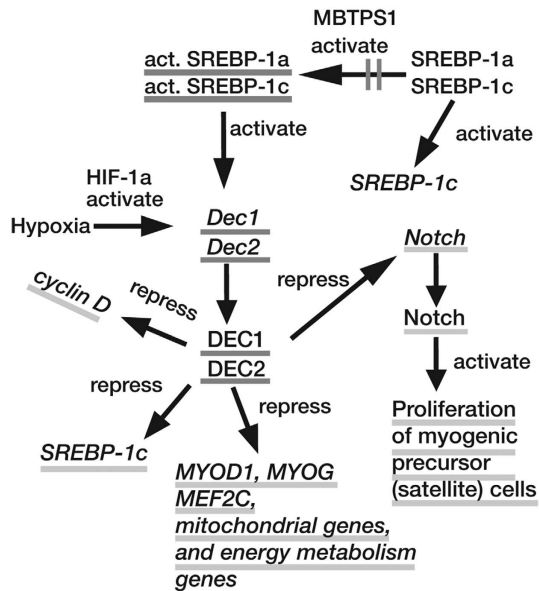 MBTPS1
activate
act. SREBP-1a
act. SREBP-1c
SREBP-1a
SREBP-1c
activate
activate
SREBP-1c
HIF-1a
activate
Hypoxia
Dec1
Dec2
Notch
cyclin D
repress
repress
DEC1
DEC2
Notch
activate
repress
repress
SREBP-1c
MYOD1, MYOG
MEF2C,
mitochondrial genes,
and energy metabolism
genes
Proliferation
of myogenic
precursor
(satellite) cells